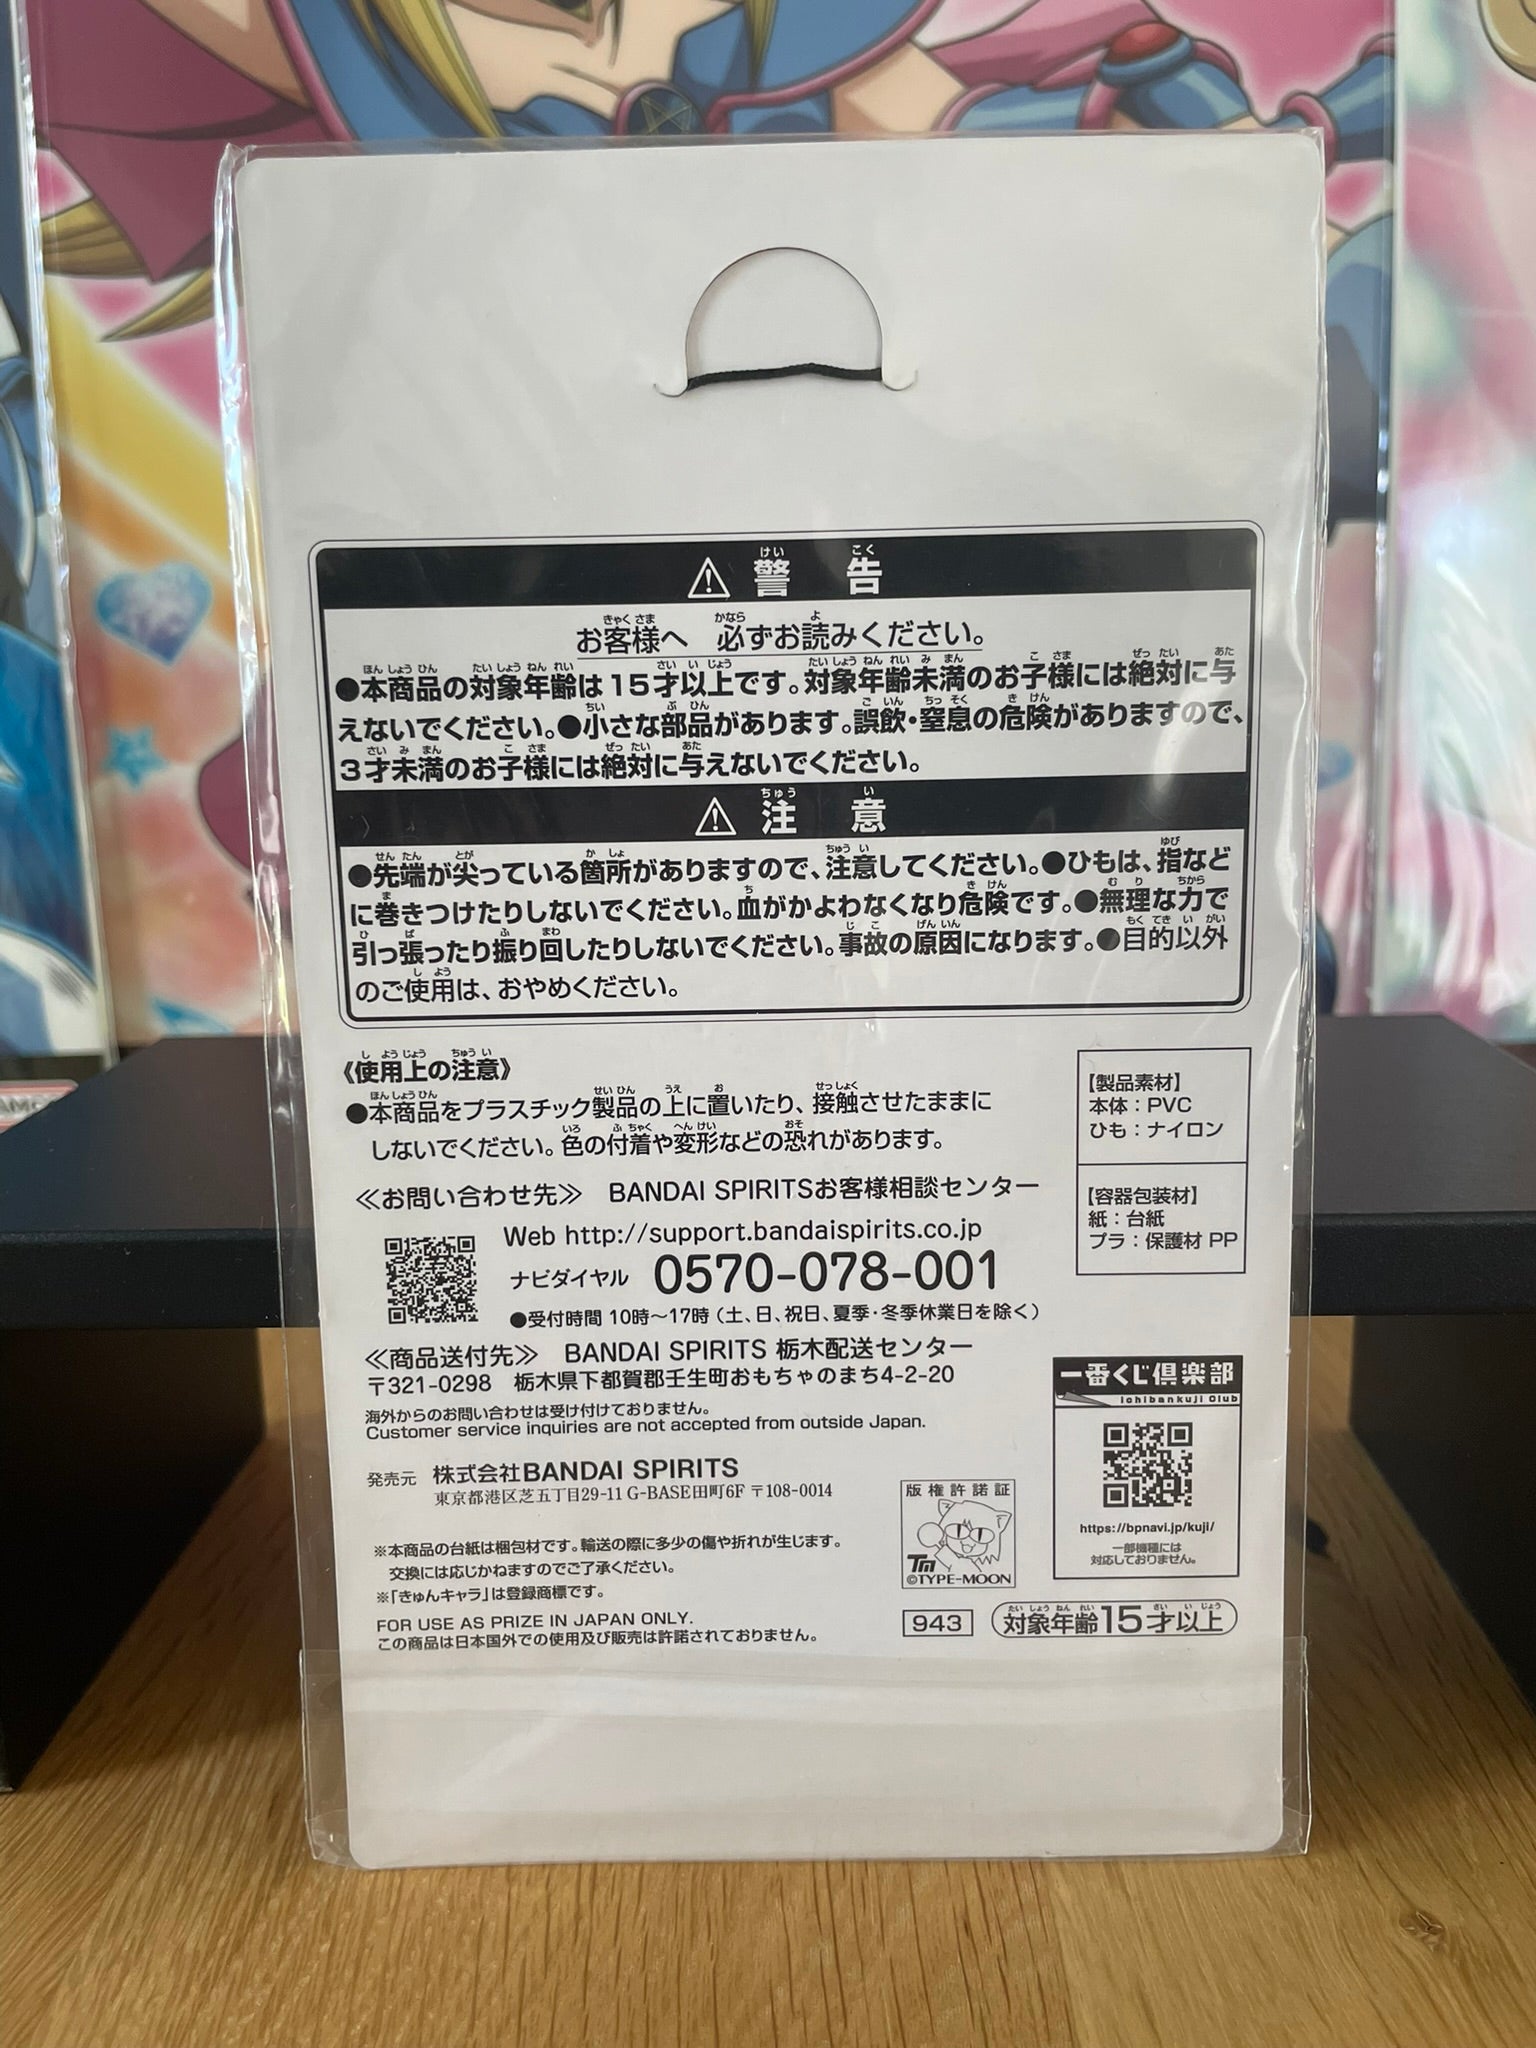 ⚠ 警告
お客様へ 必ずお読みください。
●本商品の対象年齢は15才以上です。対象年齢未満のお子様には絶対に与
えないでください。●小さな部品があります。誤飲・窒息の危険がありますので、
3才未満のお子様には絶対に与えないでください。
⚠ 注意
●先端が尖っている箇所がありますので、注意してください。●ひもは、指など
に巻きつけたりしないでください。血がかよわなくなり危険です。●無理な力で
引っ張ったり振り回したりしないでください。事故の原因になります。●目的以外
のご使用は、おやめください。
《使用上の注意》
●本商品をプラスチック製品の上に置いたり、接触させたままに
しないでください。色の付着や変形などの恐れがあります。
【製品素材】
本体:PVC
ひも:ナイロン
【容器包装材】
紙:台紙
プラ:保護材 PP
≪お問い合わせ先≫ BANDAI SPIRITSお客様相談センター
Web http://support.bandaispirits.co.jp
ナビダイヤル 0570-078-001
●受付時間 10時〜17時(土、日、祝日、夏季・冬季休業日を除く)
≪商品送付先≫ BANDAI SPIRITS 栃木配送センター
〒321-0298 栃木県下都賀郡壬生町おもちゃのまち4-2-20
海外からのお問い合わせは受け付けておりません。
Customer service inquiries are not accepted from outside Japan.
発売元 株式会社BANDAI SPIRITS
東京都港区芝五丁目29-11 G-BASE田町6F 〒108-0014
※本商品の台紙は梱包材です。輸送の際に多少の傷や折れが生じます。
交換には応じかねますのでご了承ください。
※「きゅんキャラ」は登録商標です。
FOR USE AS PRIZE IN JAPAN ONLY.
この商品は日本国外での使用及び販売は許諾されておりません。
版権許諾証
TM
©TYPE-MOON
一番くじ倶楽部
ichibankuji Club
https://bpnavi.jp/kuji/
一部機種には
対応しておりません。
943
対象年齢15才以上